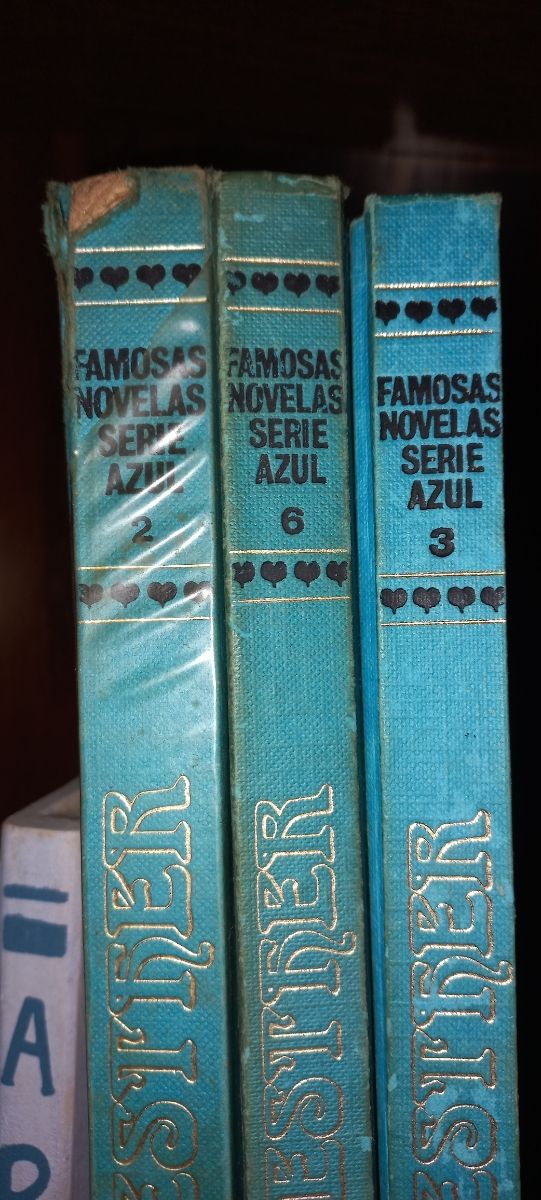 FAMOSAS
NOVELAS
SERIE
AZUL
2
ESTHER
FAMOSAS
NOVELAS
SERIE
AZUL
6
ESTHER
FAMOSAS
NOVELAS
SERIE
AZUL
3
ESTHER
A